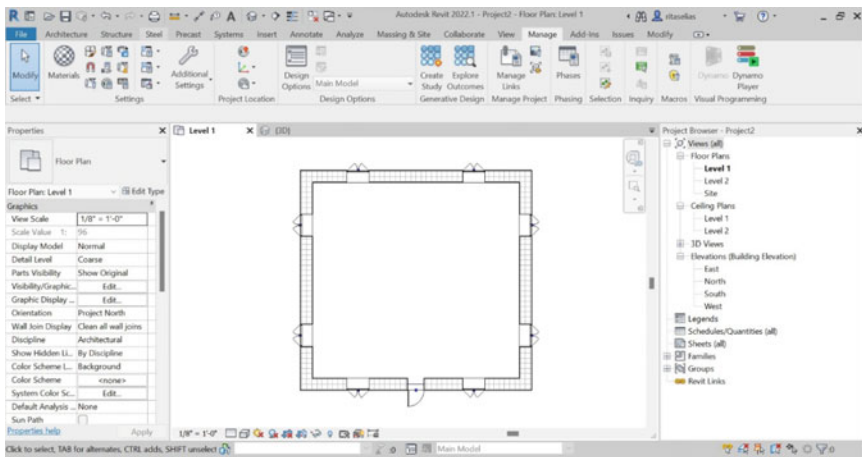 Autodesk Revit 2022.1 - Project2 - Floor Plan: Level 1
ritaselias
File Architecture Structure Steel Precast Systems Insert Annotate Analyze Massing & Site Collaborate View Manage Add-Ins Issues Modify
Modify
Materials
Additional Settings
Design Options
Main Model
Create Study
Explore Outcomes
Manage Links
Phases
Dynamo
Dynamo Player
Select
Settings
Project Location
Design Options
Generative Design
Manage Project
Phasing
Selection
Inquiry
Macros
Visual Programming
Properties
Floor Plan
Floor Plan: Level 1
Edit Type
Graphics
View Scale 1/8" = 1'-0"
Scale Value 1: 96
Display Model Normal
Detail Level Coarse
Parts Visibility Show Original
Visibility/Graphic... Edit...
Graphic Display ... Edit...
Orientation Project North
Wall Join Display Clean all wall joins
Discipline Architectural
Show Hidden Li... By Discipline
Color Scheme L... Background
Color Scheme <none>
System Color Sc... Edit...
Default Analysis ... None
Sun Path
Properties help
Apply
Level 1
{3D}
1/8" = 1'-0"
Project Browser - Project2
Views (all)
Floor Plans
Level 1
Level 2
Site
Ceiling Plans
Level 1
Level 2
3D Views
Elevations (Building Elevation)
East
North
South
West
Legends
Schedules/Quantities (all)
Sheets (all)
Families
Groups
Revit Links
Click to select, TAB for alternates, CTRL adds, SHIFT unselect
:0
Main Model
:0